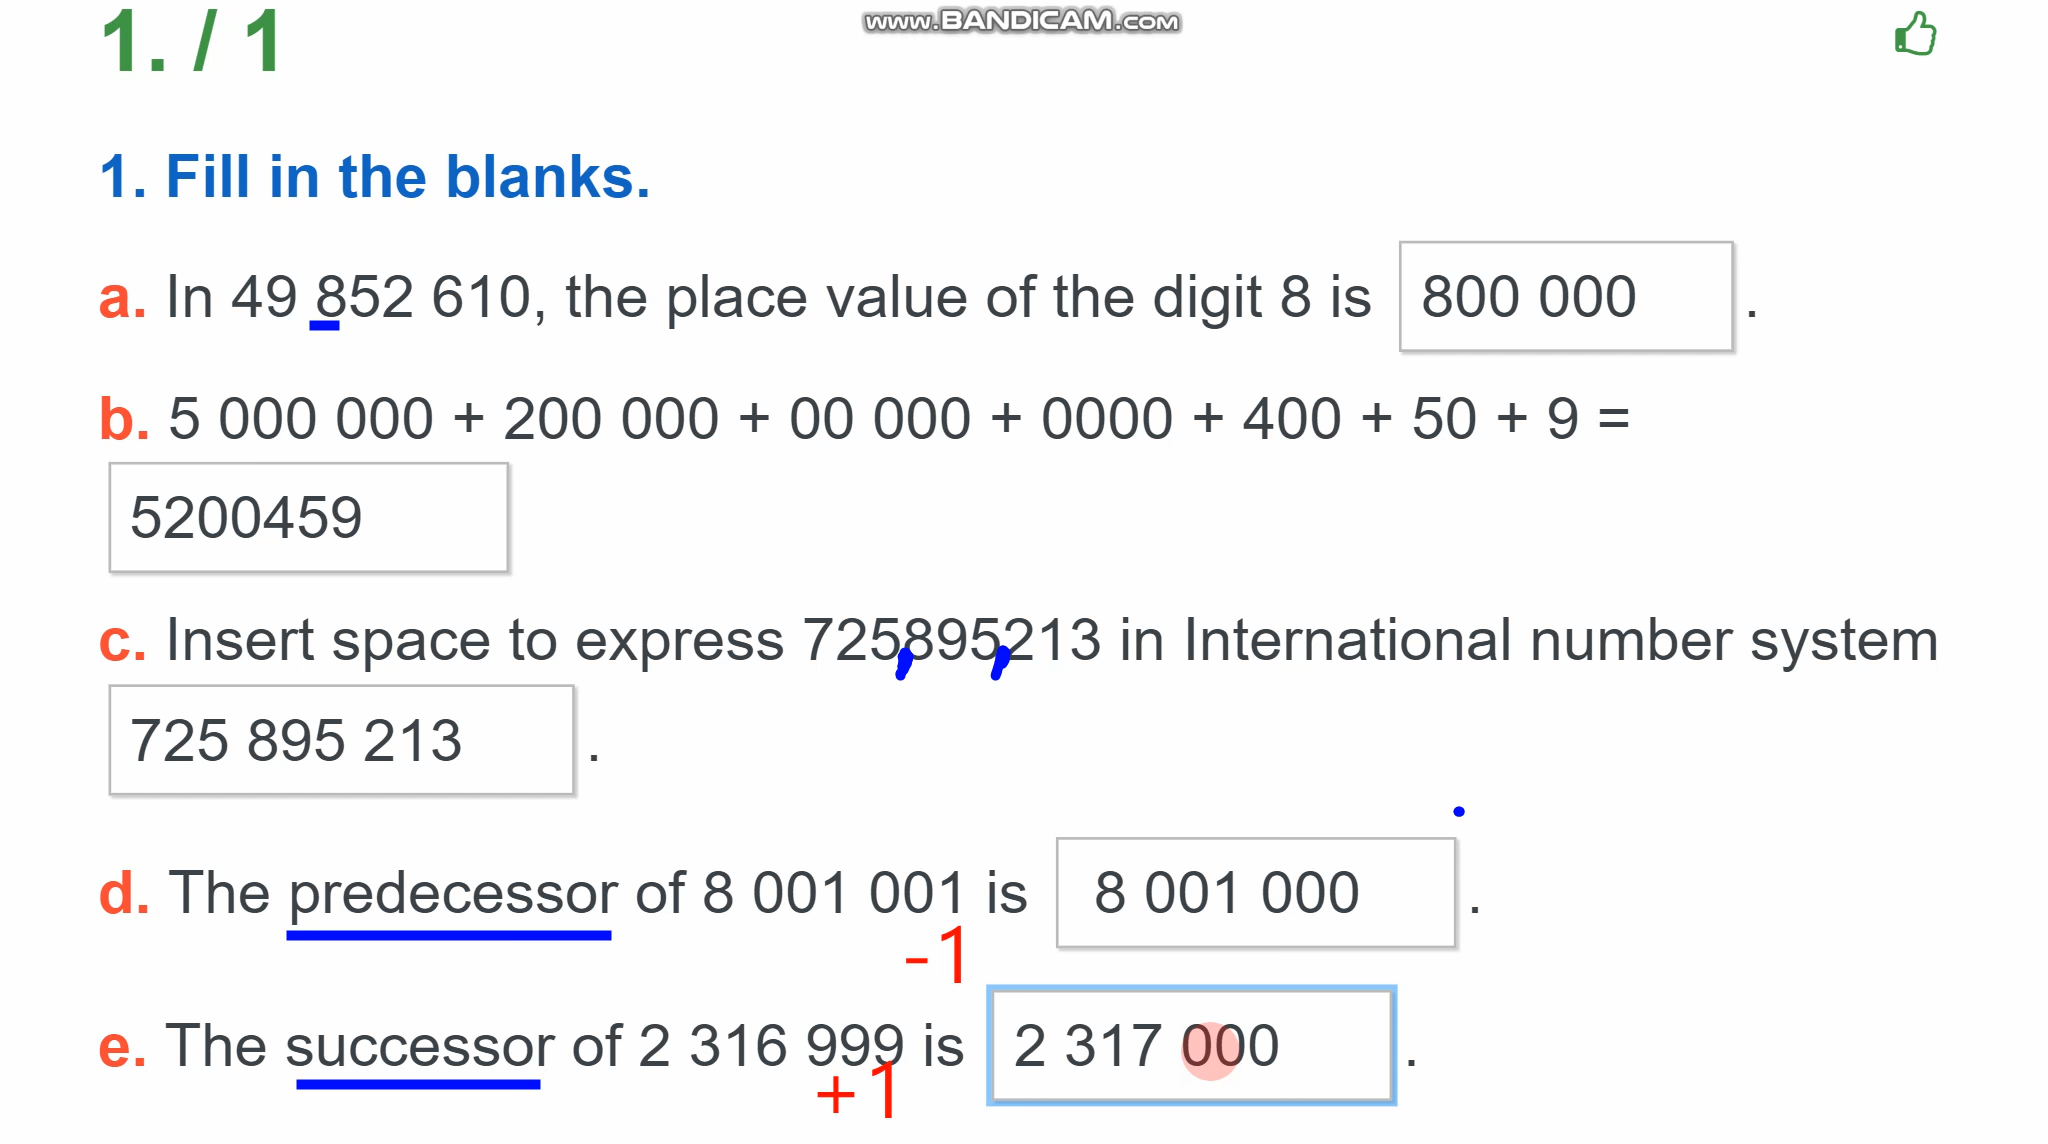 1. / 1
www.BANDICAM.com
1. Fill in the blanks.
a. In 49 852 610, the place value of the digit 8 is 800 000 .
b. 5 000 000 + 200 000 + 00 000 + 0000 + 400 + 50 + 9 =
5200459
c. Insert space to express 725,895,213 in International number system
725 895 213 .
d. The predecessor of 8 001 001 is 8 001 000 .
-1
e. The successor of 2 316 999 is 2 317 000 .
+1